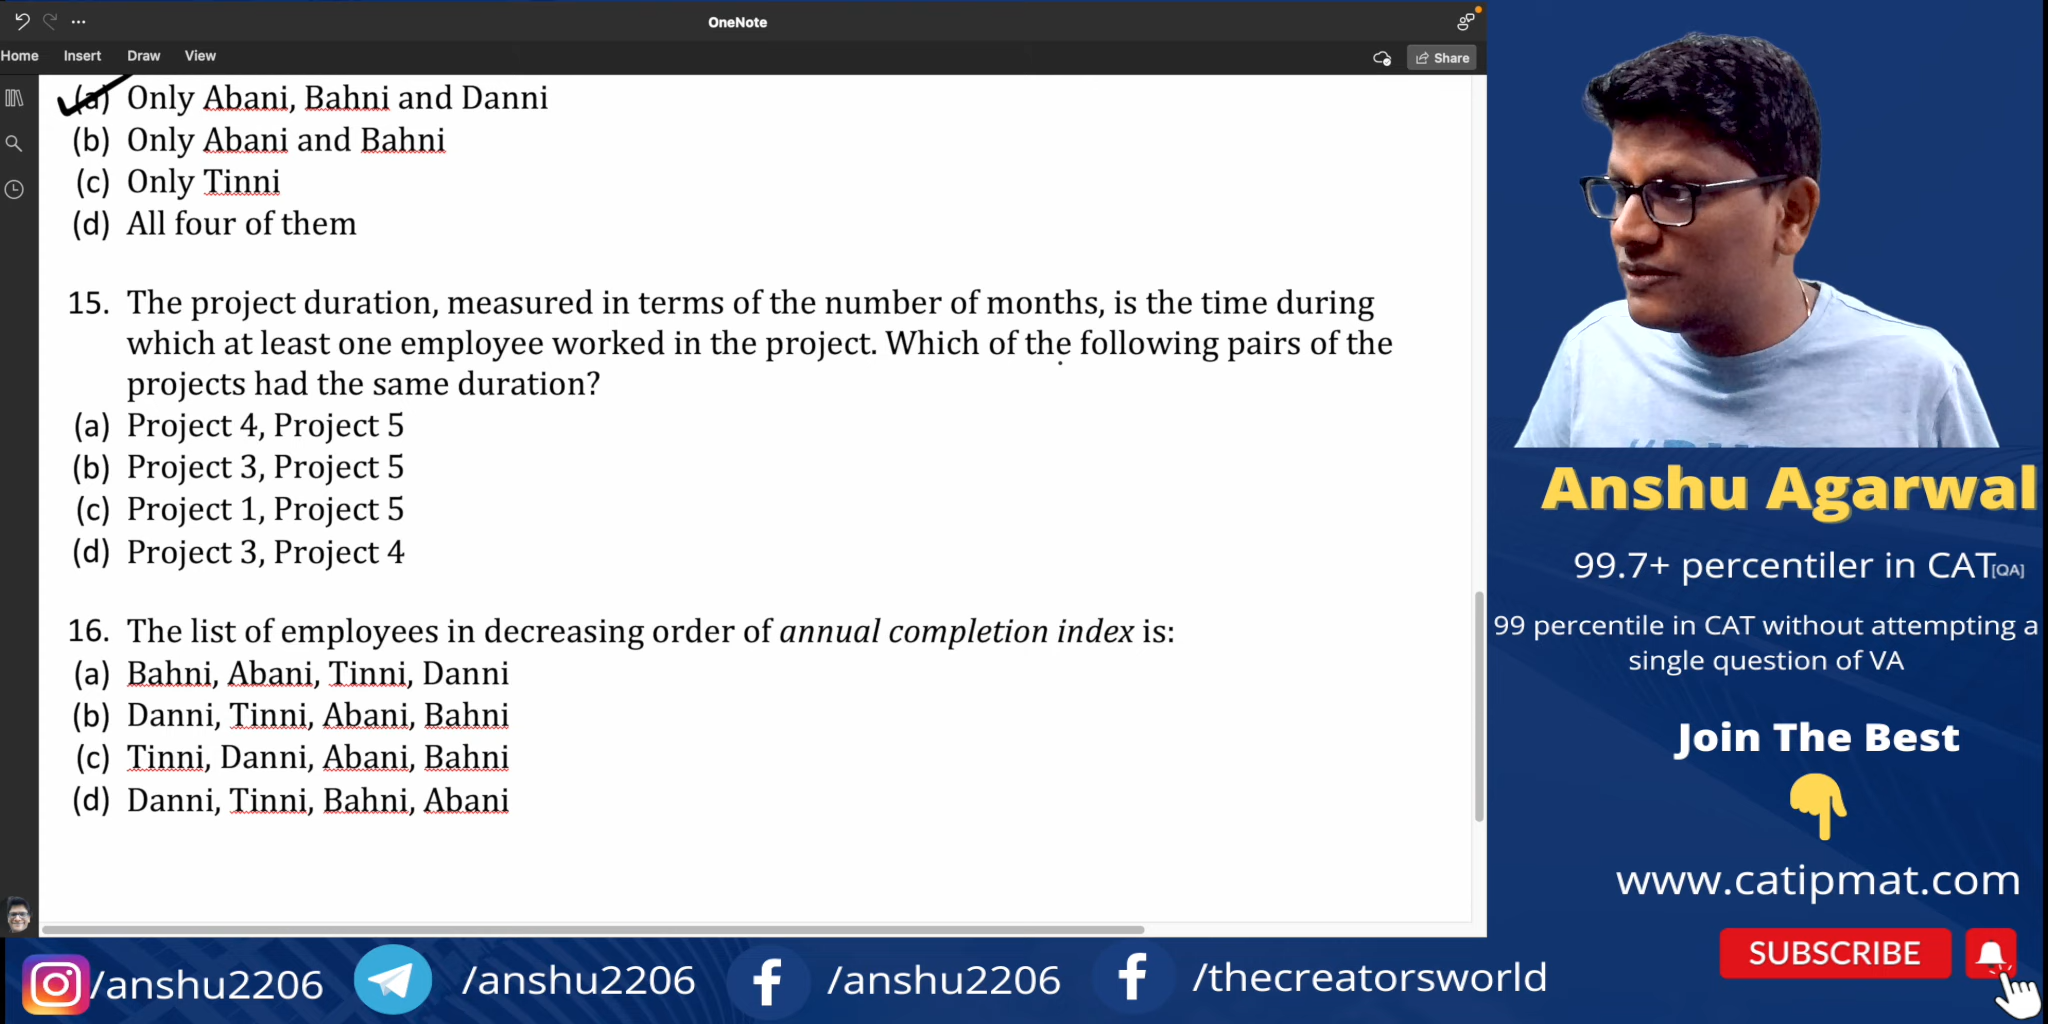 OneNote
Home Insert Draw View
Share
(a) Only Abani, Bahni and Danni
(b) Only Abani and Bahni
(c) Only Tinni
(d) All four of them
15. The project duration, measured in terms of the number of months, is the time during
which at least one employee worked in the project. Which of the following pairs of the
projects had the same duration?
(a) Project 4, Project 5
(b) Project 3, Project 5
(c) Project 1, Project 5
(d) Project 3, Project 4
16. The list of employees in decreasing order of annual completion index is:
(a) Bahni, Abani, Tinni, Danni
(b) Danni, Tinni, Abani, Bahni
(c) Tinni, Danni, Abani, Bahni
(d) Danni, Tinni, Bahni, Abani
Anshu Agarwal
99.7+ percentiler in CAT[QA]
99 percentile in CAT without attempting a
single question of VA
Join The Best
www.catipmat.com
SUBSCRIBE
/anshu2206 /anshu2206 /anshu2206 /thecreatorsworld